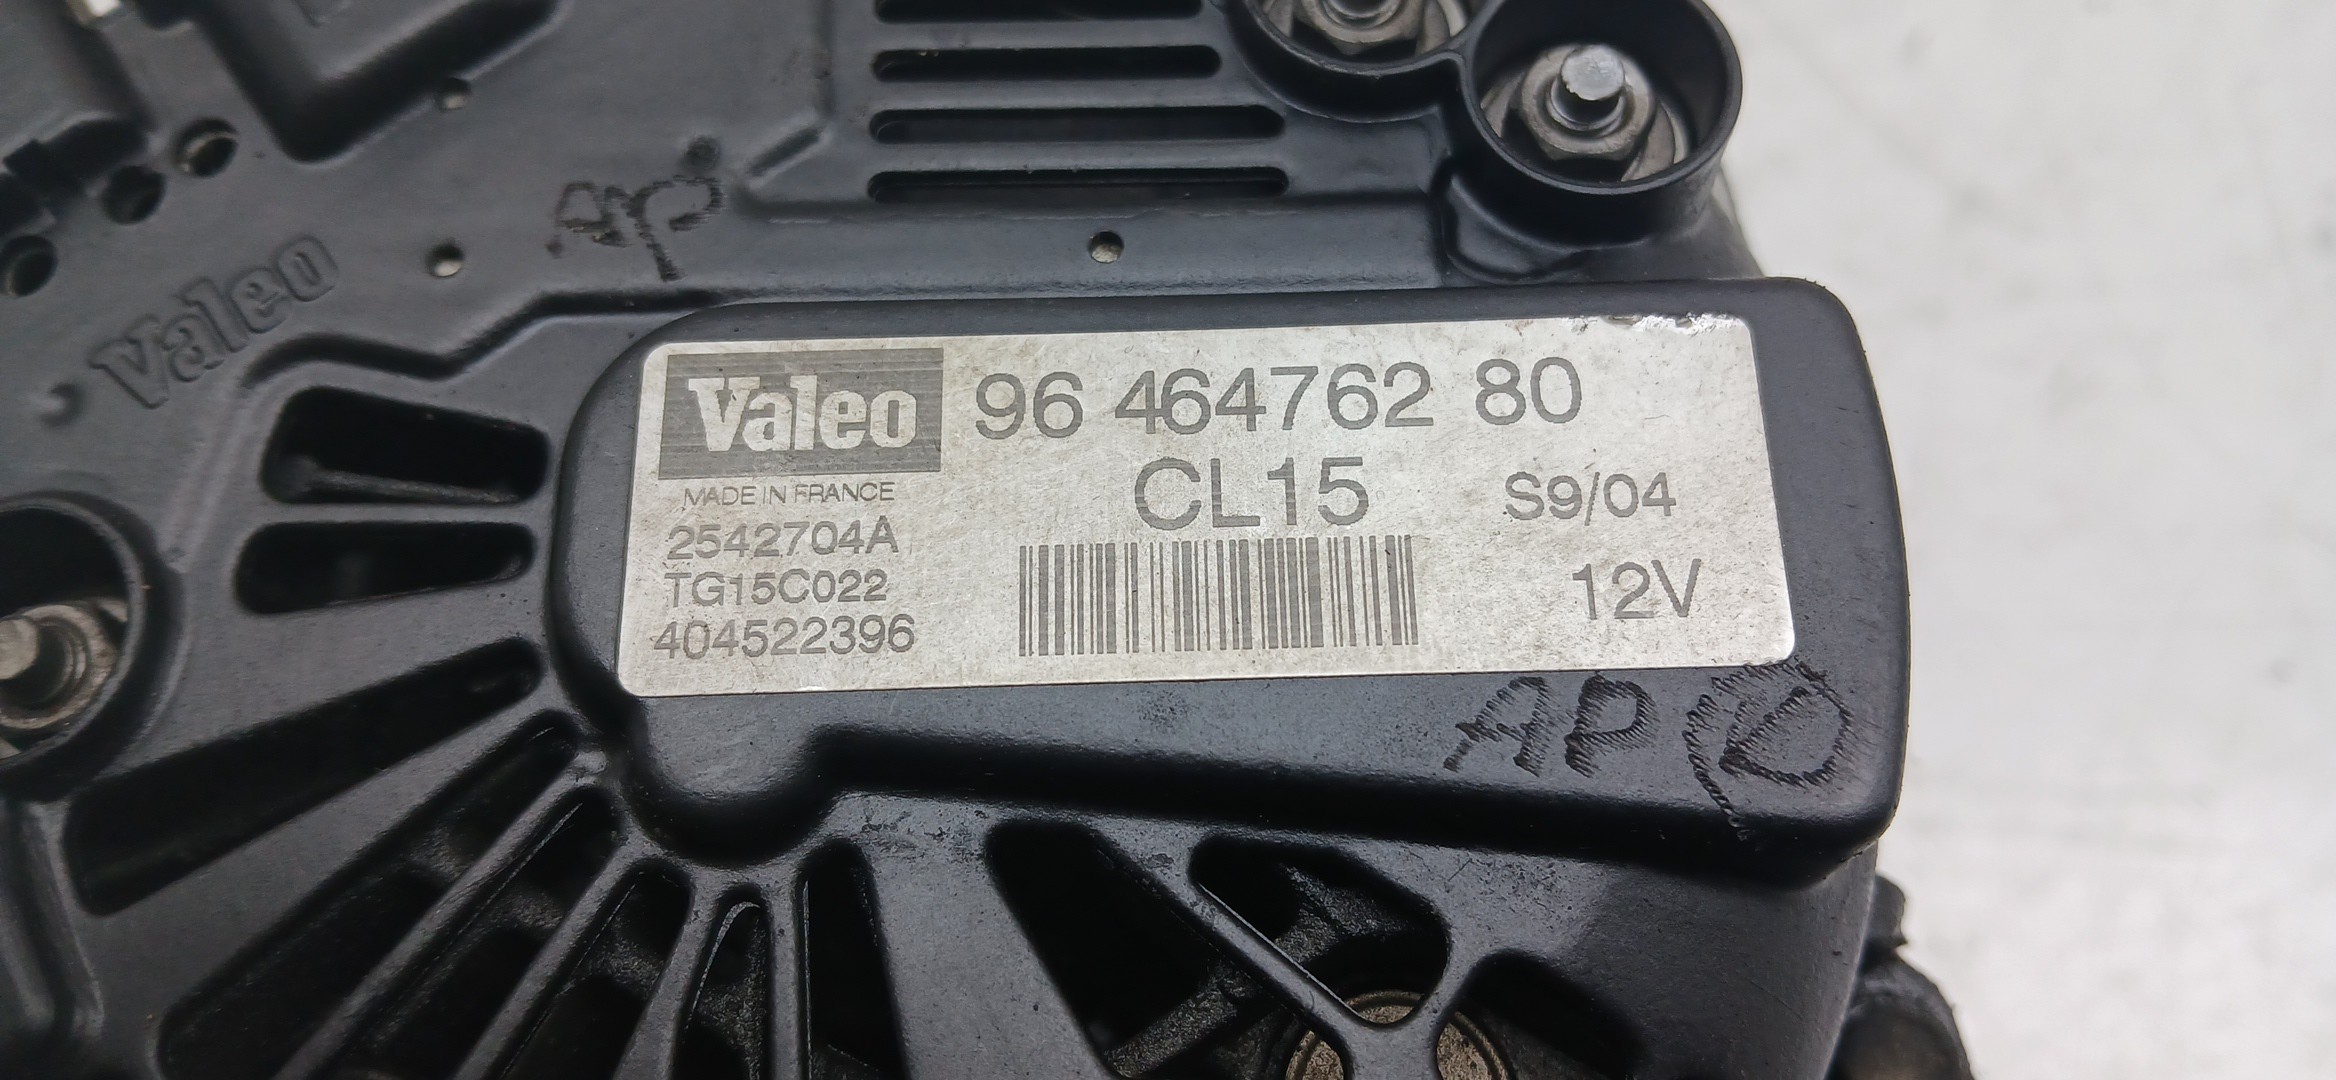 AP
Valeo
Valeo 96 464762 80
MADE IN FRANCE CL15 S9/04
2542704A
TG15C022 12V
404522396
AP